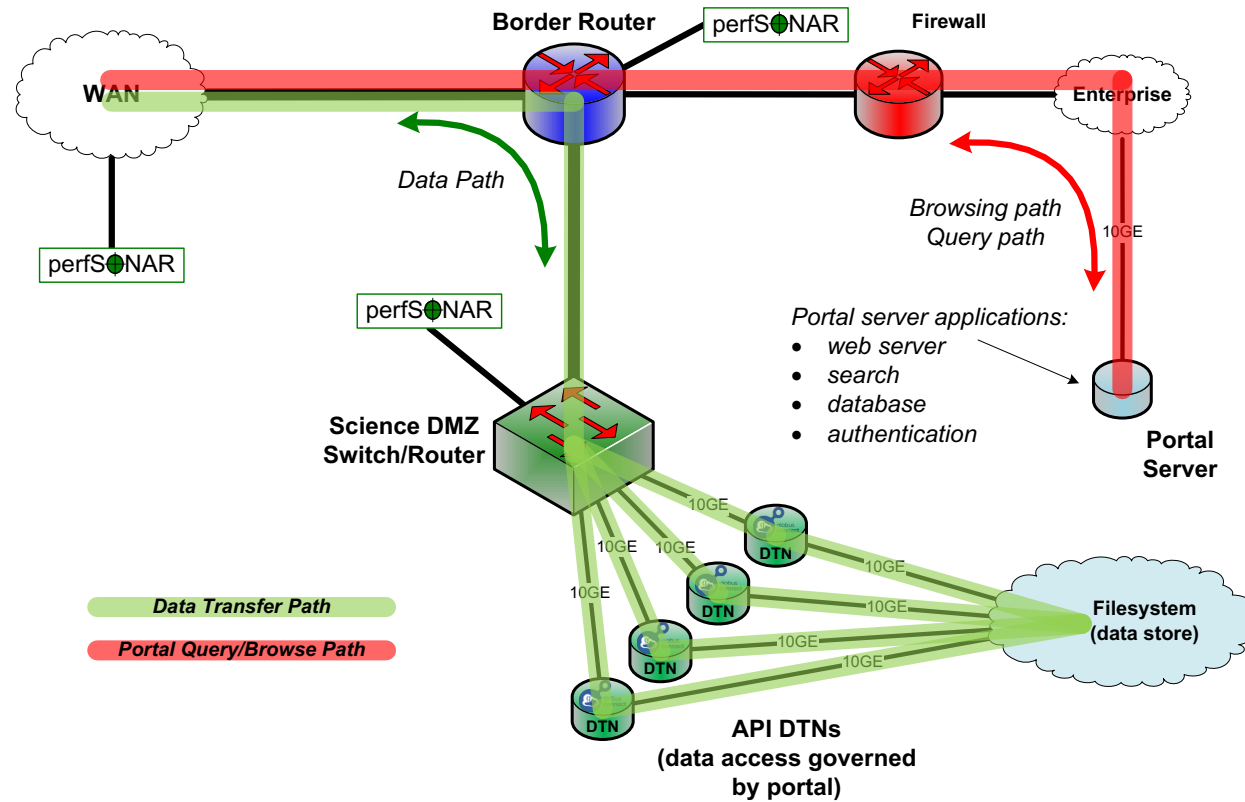 Border Router
perfSONAR
Firewall
WAN
Enterprise
Data Path
Browsing path
Query path
10GE
perfSONAR
perfSONAR
Portal server applications:
• web server
• search
• database
• authentication
Science DMZ
Switch/Router
Portal
Server
10GE
10GE
10GE
10GE
DTN
DTN
DTN
DTN
10GE
10GE
10GE
10GE
Filesystem
(data store)
Data Transfer Path
Portal Query/Browse Path
API DTNs
(data access governed
by portal)